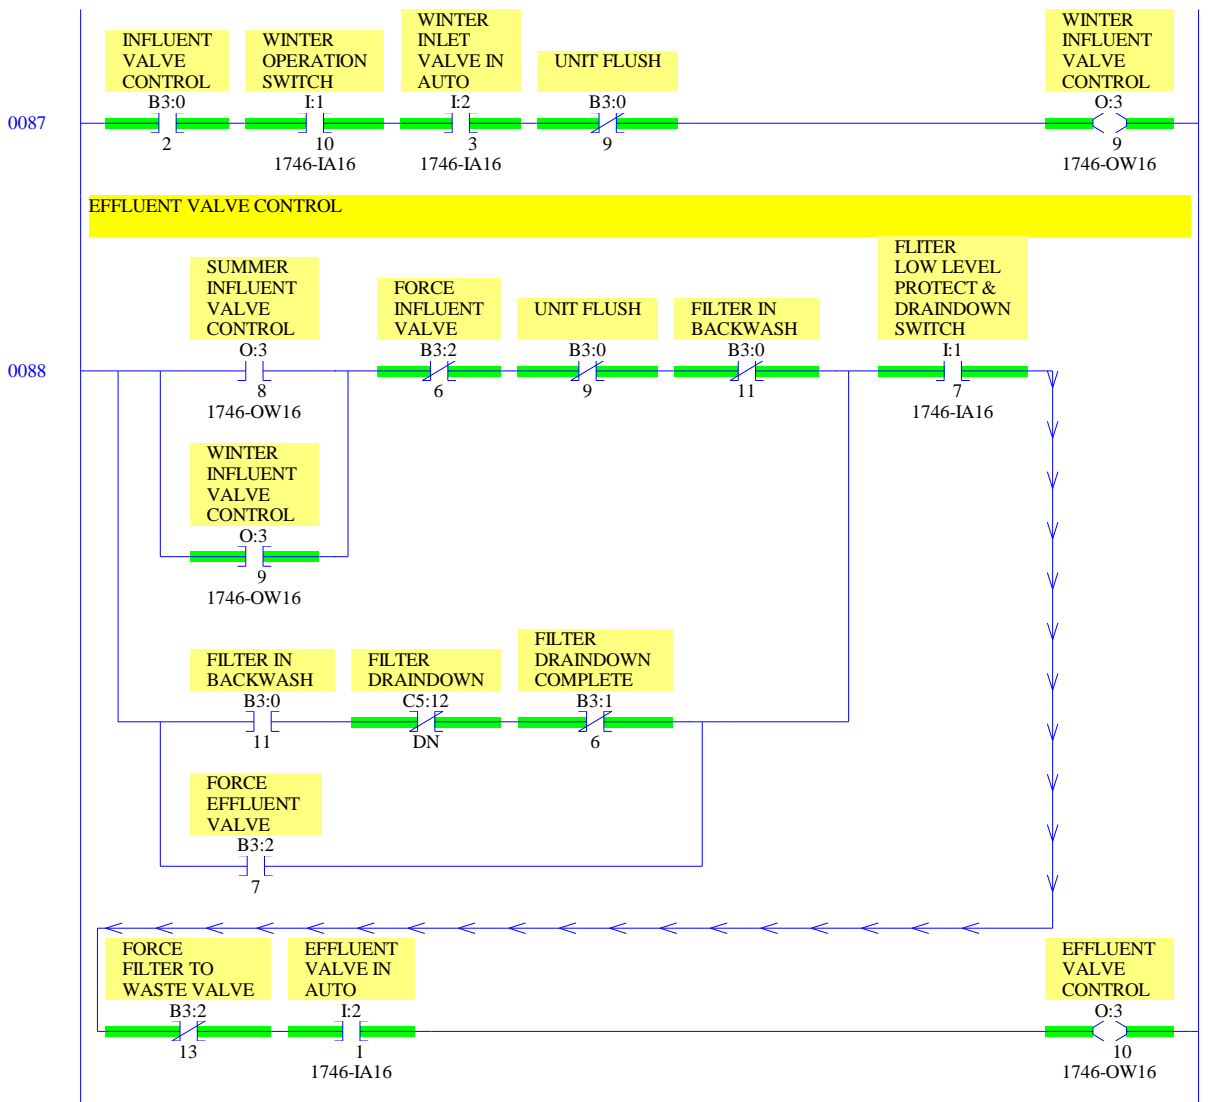 INFLUENT
VALVE
CONTROL
B3:0
2
WINTER
OPERATION
SWITCH
I:1
10
1746-IA16
WINTER
INLET
VALVE IN
AUTO
I:2
3
1746-IA16
UNIT FLUSH
B3:0
9
WINTER
INFLUENT
VALVE
CONTROL
O:3
9
1746-OW16
0087
EFFLUENT VALVE CONTROL
0088
SUMMER
INFLUENT
VALVE
CONTROL
O:3
8
1746-OW16
FORCE
INFLUENT
VALVE
B3:2
6
UNIT FLUSH
B3:0
9
FILTER IN
BACKWASH
B3:0
11
FLITER
LOW LEVEL
PROTECT &
DRAINDOWN
SWITCH
I:1
7
1746-IA16
WINTER
INFLUENT
VALVE
CONTROL
O:3
9
1746-OW16
FILTER IN
BACKWASH
B3:0
11
FILTER
DRAINDOWN
C5:12
DN
FILTER
DRAINDOWN
COMPLETE
B3:1
6
FORCE
EFFLUENT
VALVE
B3:2
7
FORCE
FILTER TO
WASTE VALVE
B3:2
13
EFFLUENT
VALVE IN
AUTO
I:2
1
1746-IA16
EFFLUENT
VALVE
CONTROL
O:3
10
1746-OW16